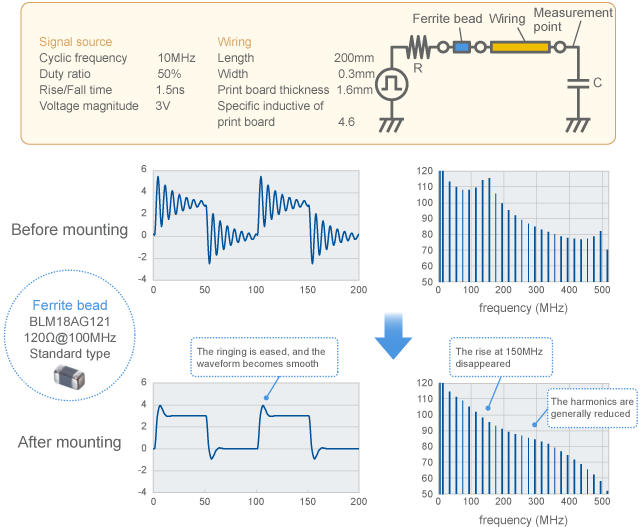 Signal source
Cyclic frequency 10MHz
Duty ratio 50%
Rise/Fall time 1.5ns
Voltage magnitude 3V
Wiring
Length 200mm
Width 0.3mm
Print board thickness 1.6mm
Specific inductive of
print board 4.6
Ferrite bead
Wiring
Measurement
point
R
C
Before mounting
6
4
2
0
-2
-4
0 50 100 150 200
120
110
100
90
80
70
60
50
0 100 200 300 400 500
frequency (MHz)
Ferrite bead
BLM18AG121
120Ω@100MHz
Standard type
The ringing is eased, and the
waveform becomes smooth
The rise at 150MHz
disappeared
The harmonics are
generally reduced
After mounting
6
4
2
0
-2
-4
0 50 100 150 200
120
110
100
90
80
70
60
50
0 100 200 300 400 500
frequency (MHz)